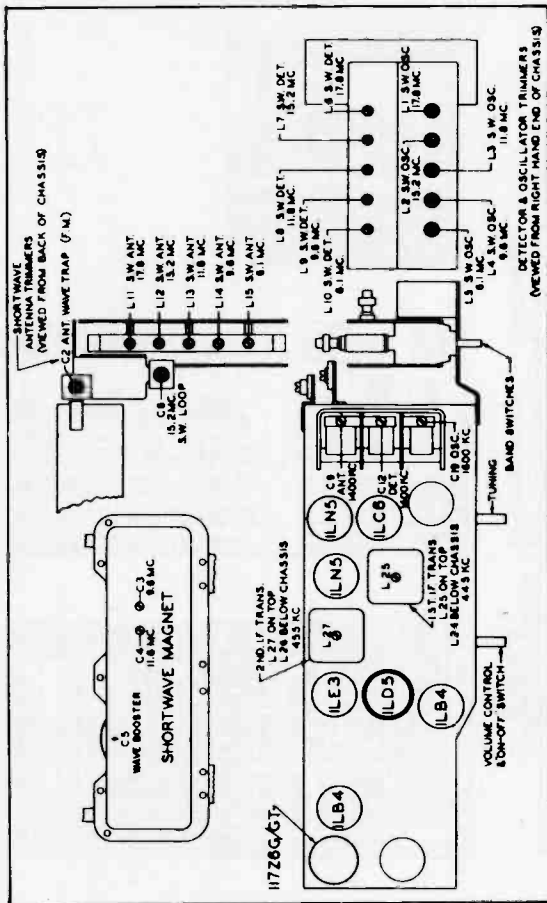 SHORTWAVE
ANTENNA TRIMMERS
(VIEWED FROM BACK OF CHASSIS)
C2 ANT. WAVE TRAP (F.M.)
L11 S.W. ANT.
17.8 MC.
L12 S.W. ANT.
15.2 MC.
L13 S.W. ANT.
11.8 MC.
L14 S.W. ANT.
9.6 MC.
L15 S.W. ANT.
6.1 MC.
C6
15.2 MC.
S.W. LOOP
L6 S.W. DET.
17.8 MC.
L7 S.W. DET.
15.2 MC.
L8 S.W. DET.
11.8 MC.
L9 S.W. DET.
9.6 MC.
L10 S.W. DET.
6.1 MC.
L1 S.W. OSC
17.8 MC.
L2 S.W. OSC
15.2 MC.
L3 S.W. OSC.
11.8 MC.
L4 S.W. OSC.
9.6 MC.
L5 S.W. OSC
6.1 MC.
DETECTOR & OSCILLATOR TRIMMERS
(VIEWED FROM RIGHT HAND END OF CHASSIS)
C5
WAVE BOOSTER
C4
11.8 MC
C3
9.6 MC
SHORTWAVE MAGNET
2ND. IF TRANS.
L27 ON TOP
L26 BELOW CHASSIS
455 KC
L27
1ST IF TRANS.
L25 ON TOP
L24 BELOW CHASSIS
445 KC
L25
C9
ANT
1400 KC
C12
DET
1400 KC
C19 OSC.
1600 KC
1LN5
1LC6
1LN5
1LE3
1LD5
1LB4
1LB4
117Z6G/GT
VOLUME CONTROL
& ON-OFF SWITCH
TUNING
BAND SWITCHES